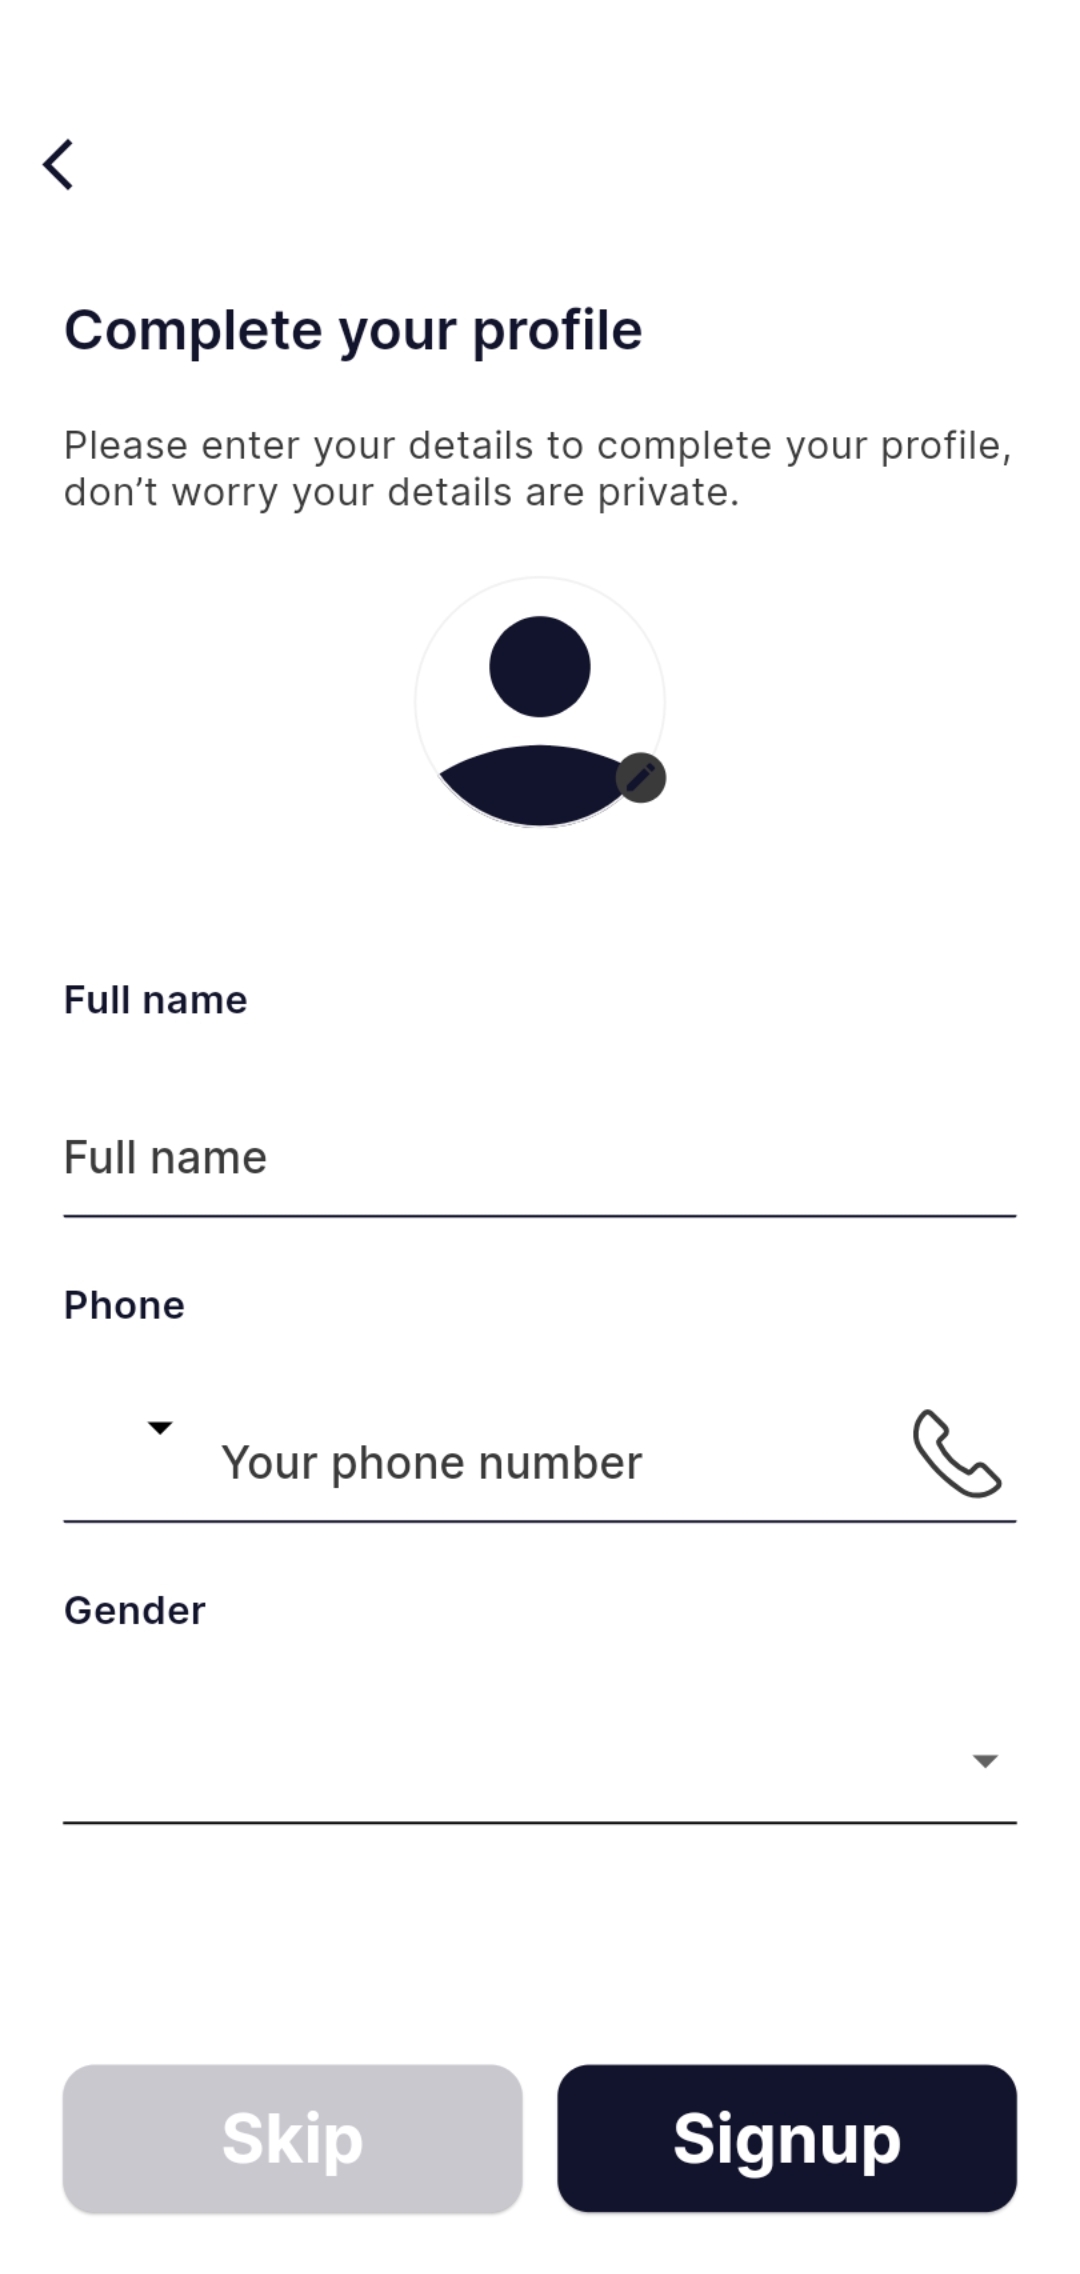 Complete your profile
Please enter your details to complete your profile,
don’t worry your details are private.
Full name
Full name
Phone
Your phone number
Gender
Skip
Signup